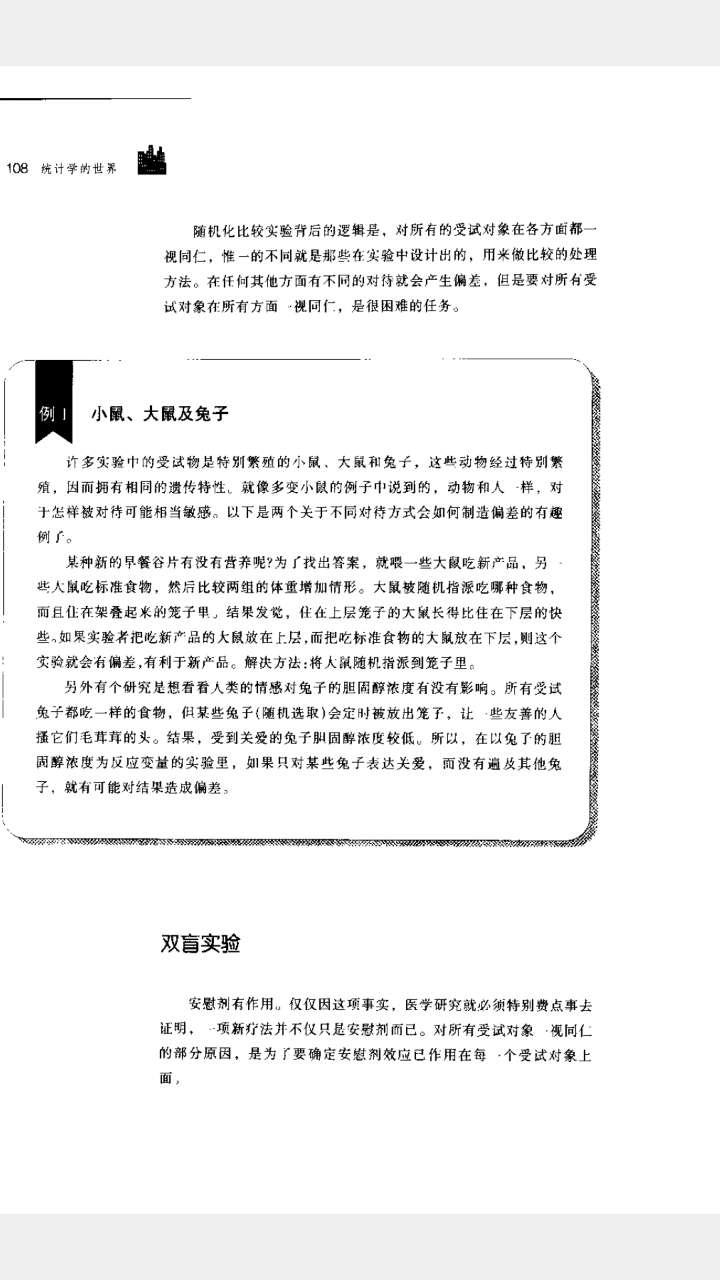 108 统计学的世界
随机化比较实验背后的逻辑是，对所有的受试对象在各方面都一
视同仁，惟一的不同就是那些在实验中设计出的，用来做比较的处理
方法。在任何其他方面有不同的对待就会产生偏差，但是要对所有受
试对象在所有方面一视同仁，是很困难的任务。
例1 小鼠、大鼠及兔子
许多实验中的受试物是特别繁殖的小鼠、大鼠和兔子，这些动物经过特别繁
殖，因而拥有相同的遗传特性。就像多变小鼠的例子中说到的，动物和人一样，对
于怎样被对待可能相当敏感。以下是两个关于不同对待方式会如何制造偏差的有趣
例子。
某种新的早餐谷片有没有营养呢?为了找出答案，就喂一些大鼠吃新产品，另一
些大鼠吃标准食物，然后比较两组的体重增加情形。大鼠被随机指派吃哪种食物，
而且住在架叠起来的笼子里。结果发觉，住在上层笼子的大鼠长得比住在下层的快
些。如果实验者把吃新产品的大鼠放在上层,而把吃标准食物的大鼠放在下层,则这个
实验就会有偏差,有利于新产品。解决方法:将大鼠随机指派到笼子里。
另外有个研究是想看看人类的情感对兔子的胆固醇浓度有没有影响。所有受试
兔子都吃一样的食物，但某些兔子(随机选取)会定时被放出笼子，让一些友善的人
搔它们毛茸茸的头。结果，受到关爱的兔子胆固醇浓度较低。所以，在以兔子的胆
固醇浓度为反应变量的实验里，如果只对某些兔子表达关爱，而没有遍及其他兔
子，就有可能对结果造成偏差。
双盲实验
安慰剂有作用。仅仅因这项事实，医学研究就必须特别费点事去
证明，一项新疗法并不仅只是安慰剂而已。对所有受试对象一视同仁
的部分原因，是为了要确定安慰剂效应已作用在每一个受试对象上
面。